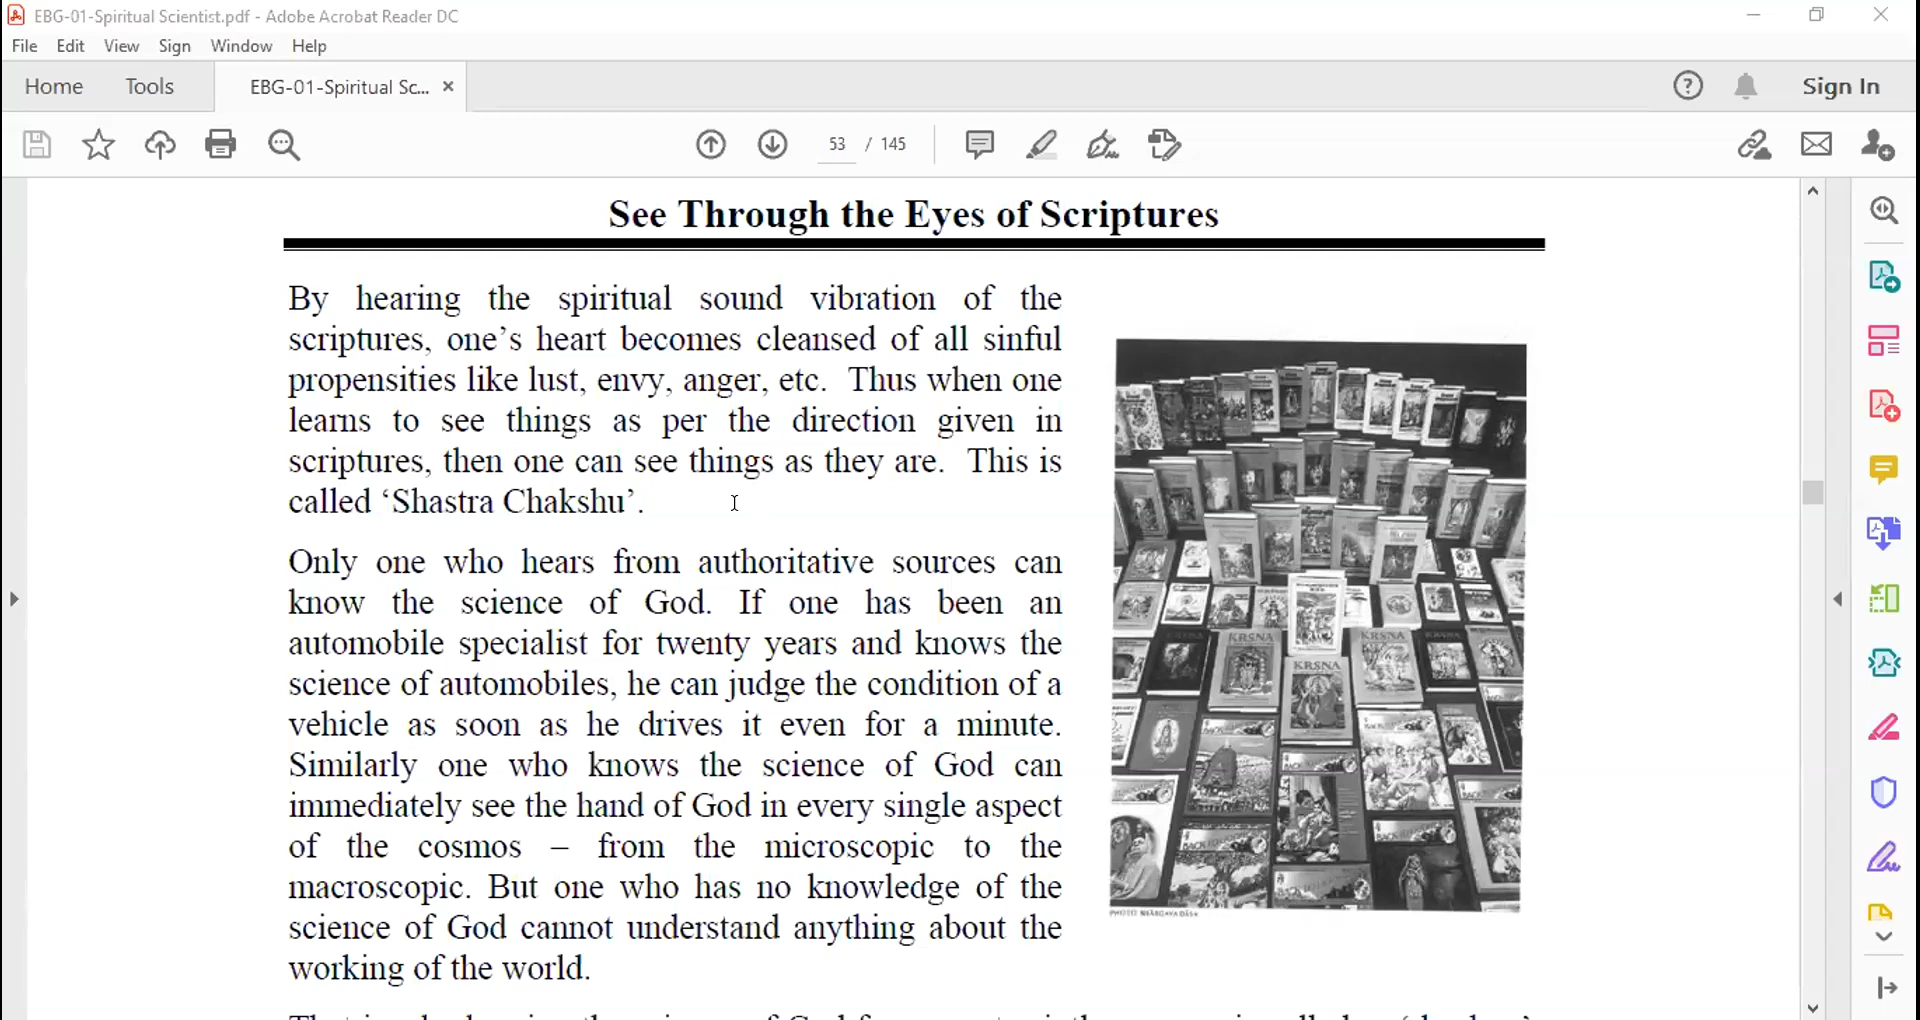 EBG-01-Spiritual Scientist.pdf - Adobe Acrobat Reader DC
File Edit View Sign Window Help
Home Tools EBG-01-Spiritual Sc... × Sign In
53 / 145
See Through the Eyes of Scriptures
By hearing the spiritual sound vibration of the
scriptures, one’s heart becomes cleansed of all sinful
propensities like lust, envy, anger, etc. Thus when one
learns to see things as per the direction given in
scriptures, then one can see things as they are. This is
called ‘Shastra Chakshu’.
Only one who hears from authoritative sources can
know the science of God. If one has been an
automobile specialist for twenty years and knows the
science of automobiles, he can judge the condition of a
vehicle as soon as he drives it even for a minute.
Similarly one who knows the science of God can
immediately see the hand of God in every single aspect
of the cosmos – from the microscopic to the
macroscopic. But one who has no knowledge of the
science of God cannot understand anything about the
working of the world.
KRSNA
KRSNA
KRSNA